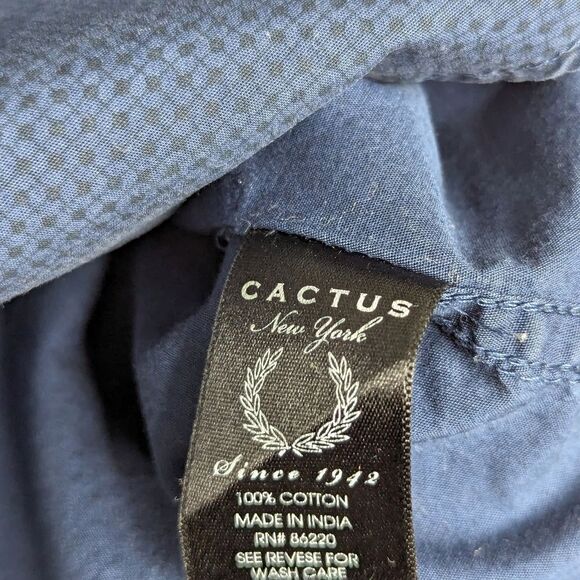 CACTUS
New York
Since 1942
100% COTTON
MADE IN INDIA
RN# 86220
SEE REVESE FOR
WASH CARE